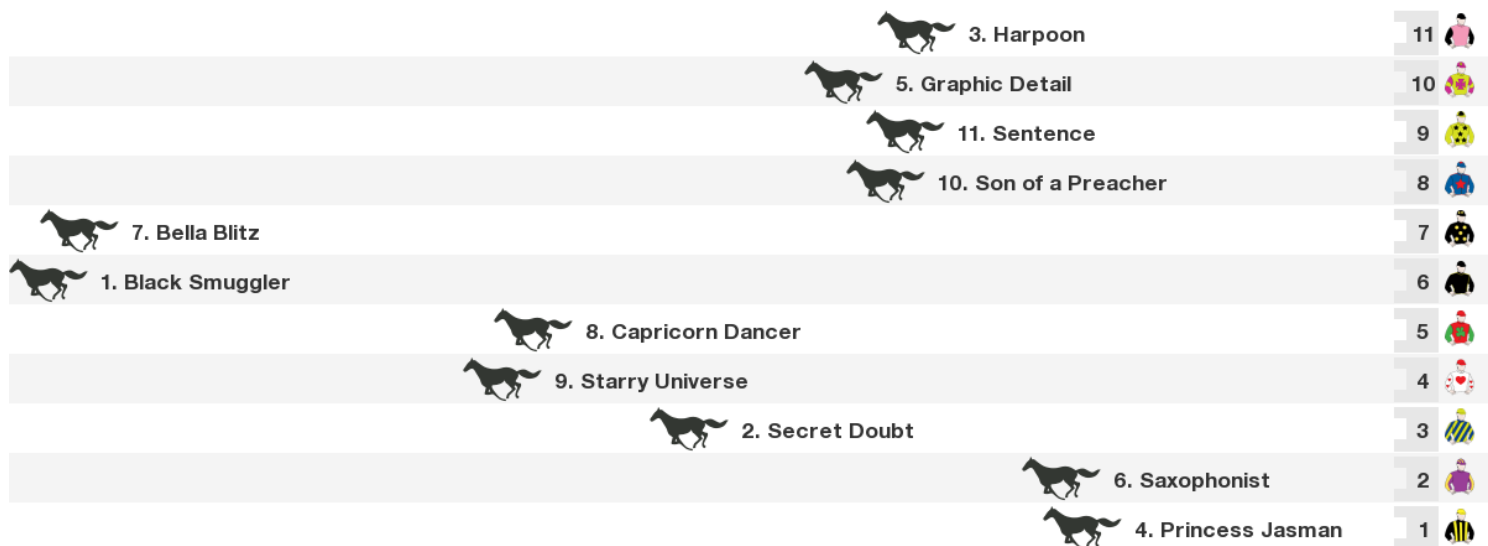 3. Harpoon 11
5. Graphic Detail 10
11. Sentence 9
10. Son of a Preacher 8
7. Bella Blitz 7
1. Black Smuggler 6
8. Capricorn Dancer 5
9. Starry Universe 4
2. Secret Doubt 3
6. Saxophonist 2
4. Princess Jasman 1